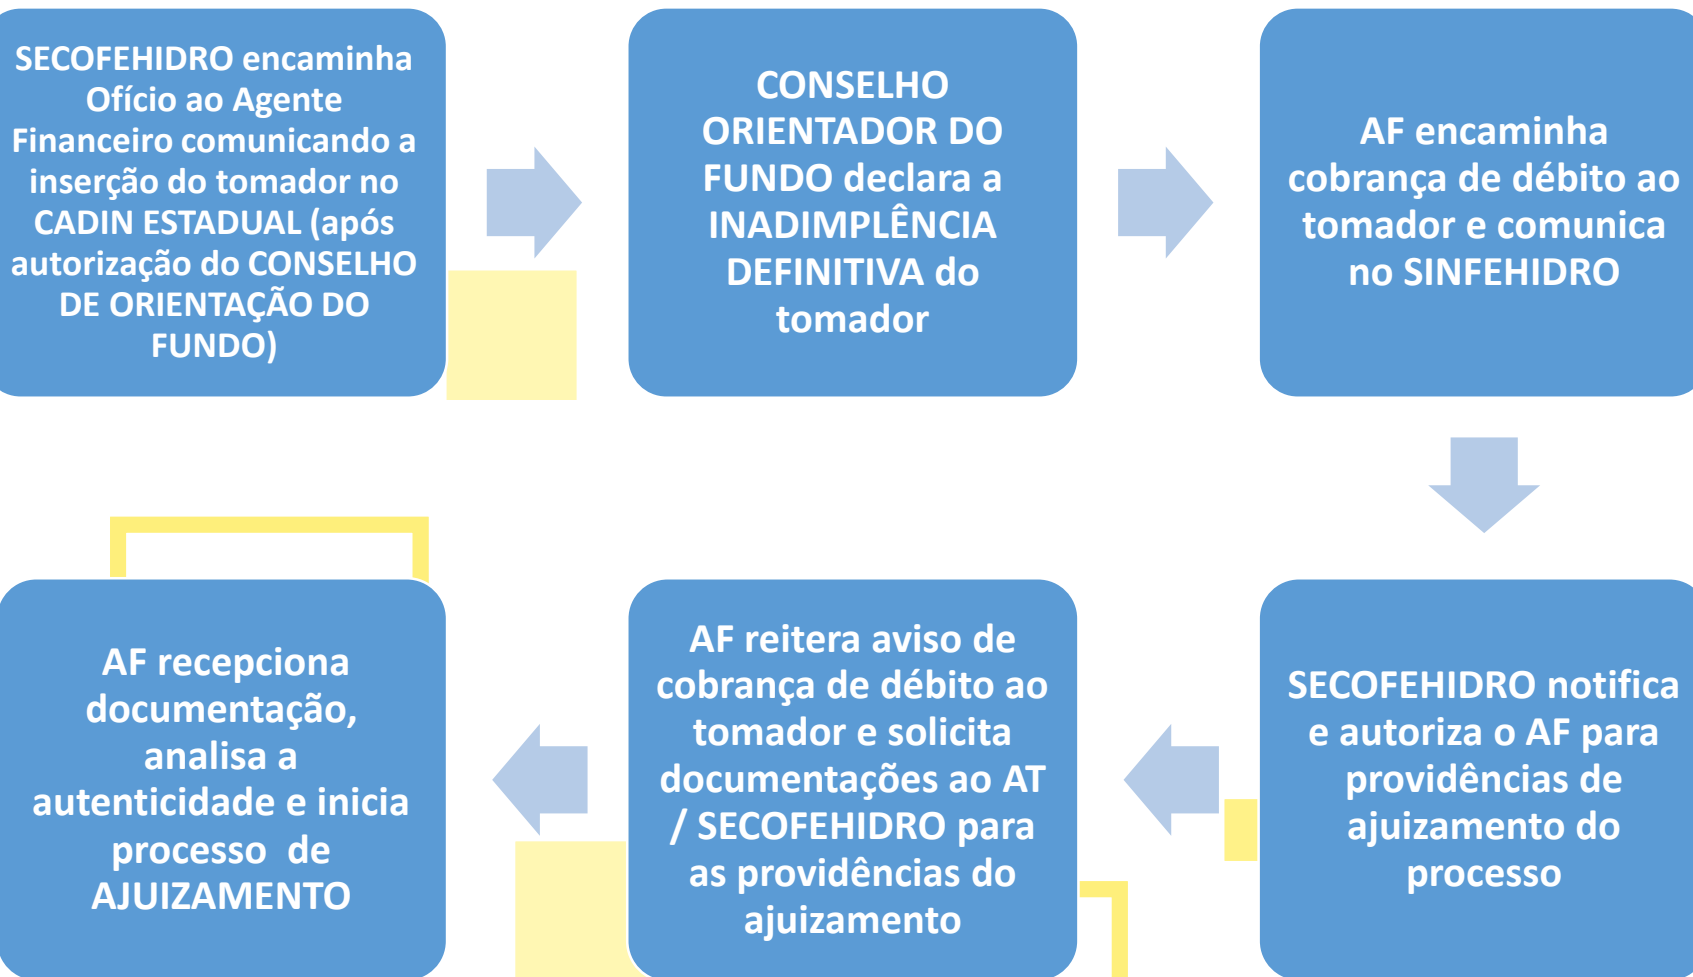 SECOFEHIDRO encaminha
Ofício ao Agente
Financeiro comunicando a
inserção do tomador no
CADIN ESTADUAL (após
autorização do CONSELHO
DE ORIENTAÇÃO DO
FUNDO)
CONSELHO
ORIENTADOR DO
FUNDO declara a
INADIMPLÊNCIA
DEFINITIVA do
tomador
AF encaminha
cobrança de débito ao
tomador e comunica
no SINFEHIDRO
SECOFEHIDRO notifica
e autoriza o AF para
providências de
ajuizamento do
processo
AF reitera aviso de
cobrança de débito ao
tomador e solicita
documentações ao AT
/ SECOFEHIDRO para
as providências do
ajuizamento
AF recepciona
documentação,
analisa a
autenticidade e inicia
processo de
AJUIZAMENTO